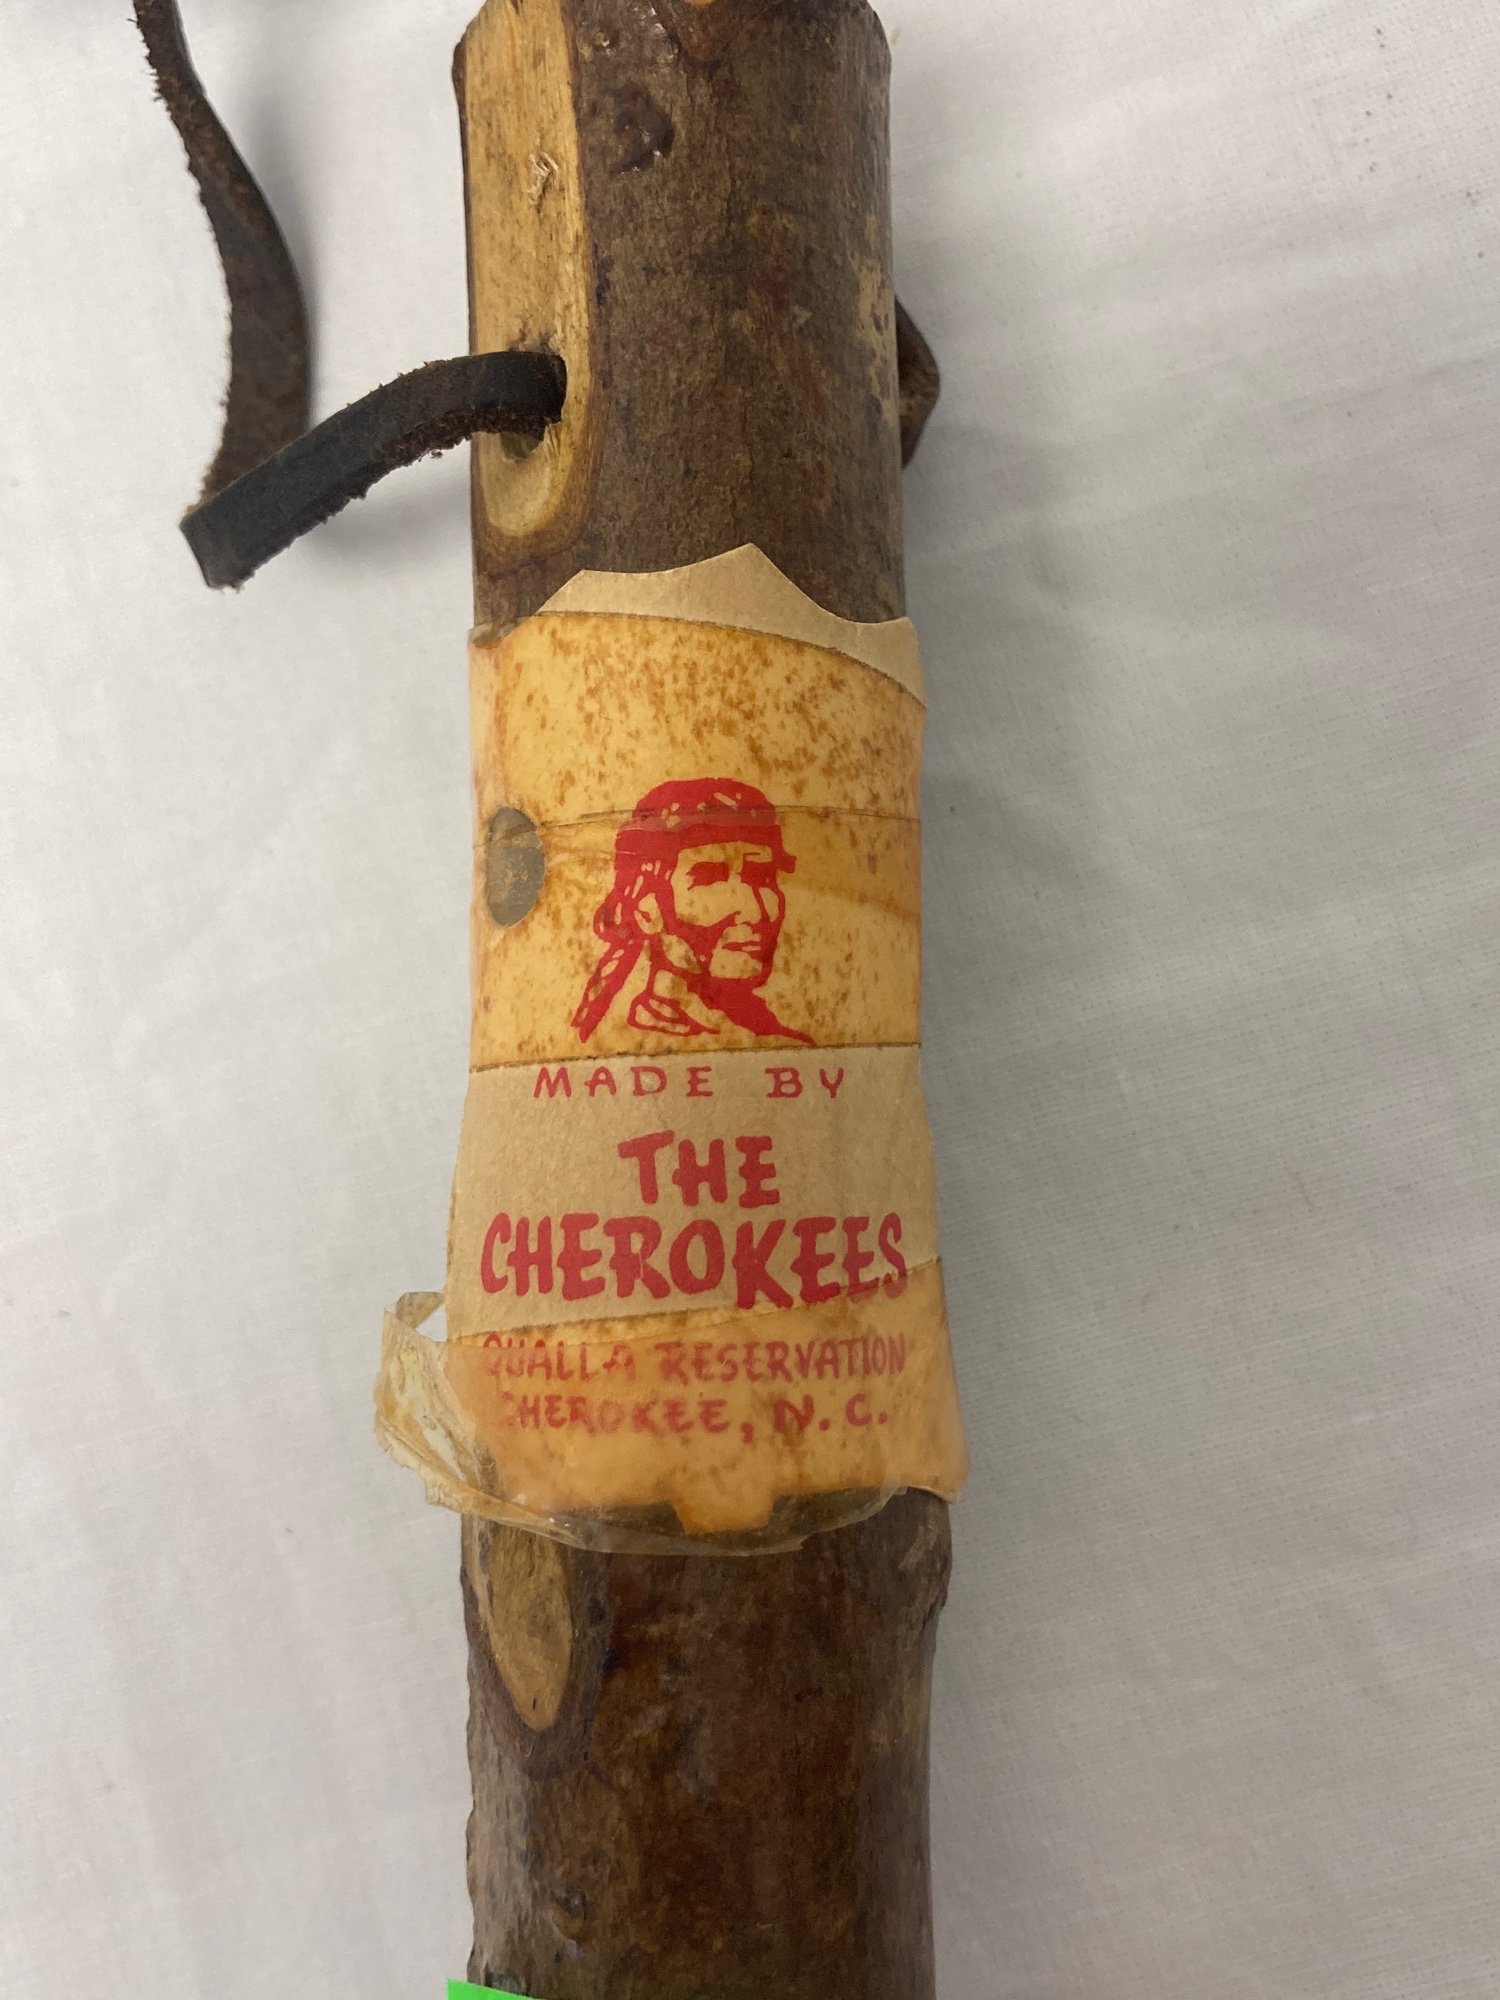 MADE BY
THE
CHEROKEES
QUALLA RESERVATION
CHEROKEE, N. C.